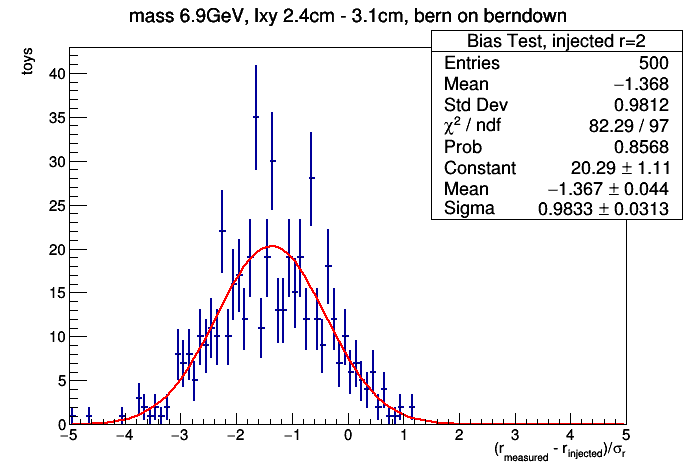 mass 6.9GeV, lxy 2.4cm - 3.1cm, bern on berndown
Bias Test, injected r=2
Entries 500
Mean −1.368
Std Dev 0.9812
χ² / ndf 82.29 / 97
Prob 0.8568
Constant 20.29 ± 1.11
Mean −1.367 ± 0.044
Sigma 0.9833 ± 0.0313
toys
40
35
30
25
20
15
10
5
0
−5 −4 −3 −2 −1 0 1 2 3 4 5
(r_measured - r_injected)/σ_r